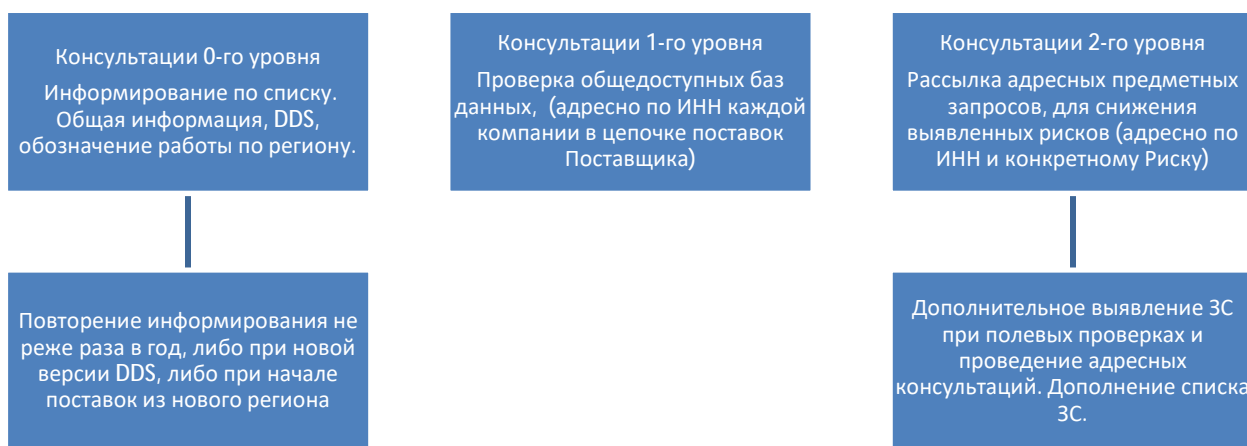 Консультации 0-го уровня
Информирование по списку.
Общая информация, DDS,
обозначение работы по региону.
Консультации 1-го уровня
Проверка общедоступных баз
данных, (адресно по ИНН каждой
компании в цепочке поставок
Поставщика)
Консультации 2-го уровня
Рассылка адресных предметных
запросов, для снижения
выявленных рисков (адресно по
ИНН и конкретному Риску)
Повторение информирования не
реже раза в год, либо при новой
версии DDS, либо при начале
поставок из нового региона
Дополнительное выявление ЗС
при полевых проверках и
проведение адресных
консультаций. Дополнение списка
ЗС.